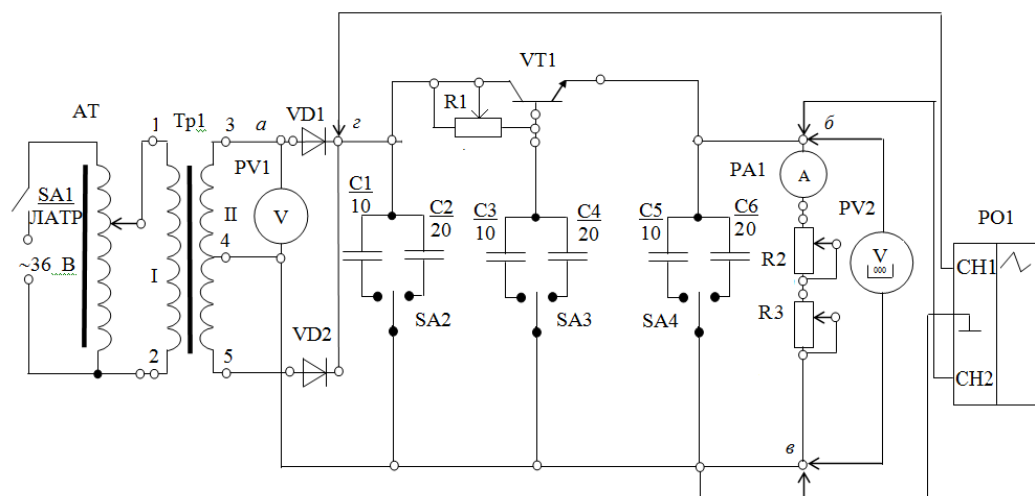 VT1
R1
АТ
1
Тр1
3
а
VD1
г
б
PV1
PA1
A
SA1
ЛАТР
II
V
C1
10
C2
20
C3
10
C4
20
C5
10
C6
20
PV2
PO1
4
V
000
R2
CH1
~36 В
I
SA2
SA3
SA4
R3
VD2
2
5
CH2
в